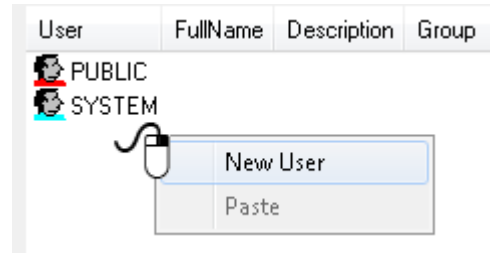 User FullName Description Group
PUBLIC
SYSTEM
New User
Paste